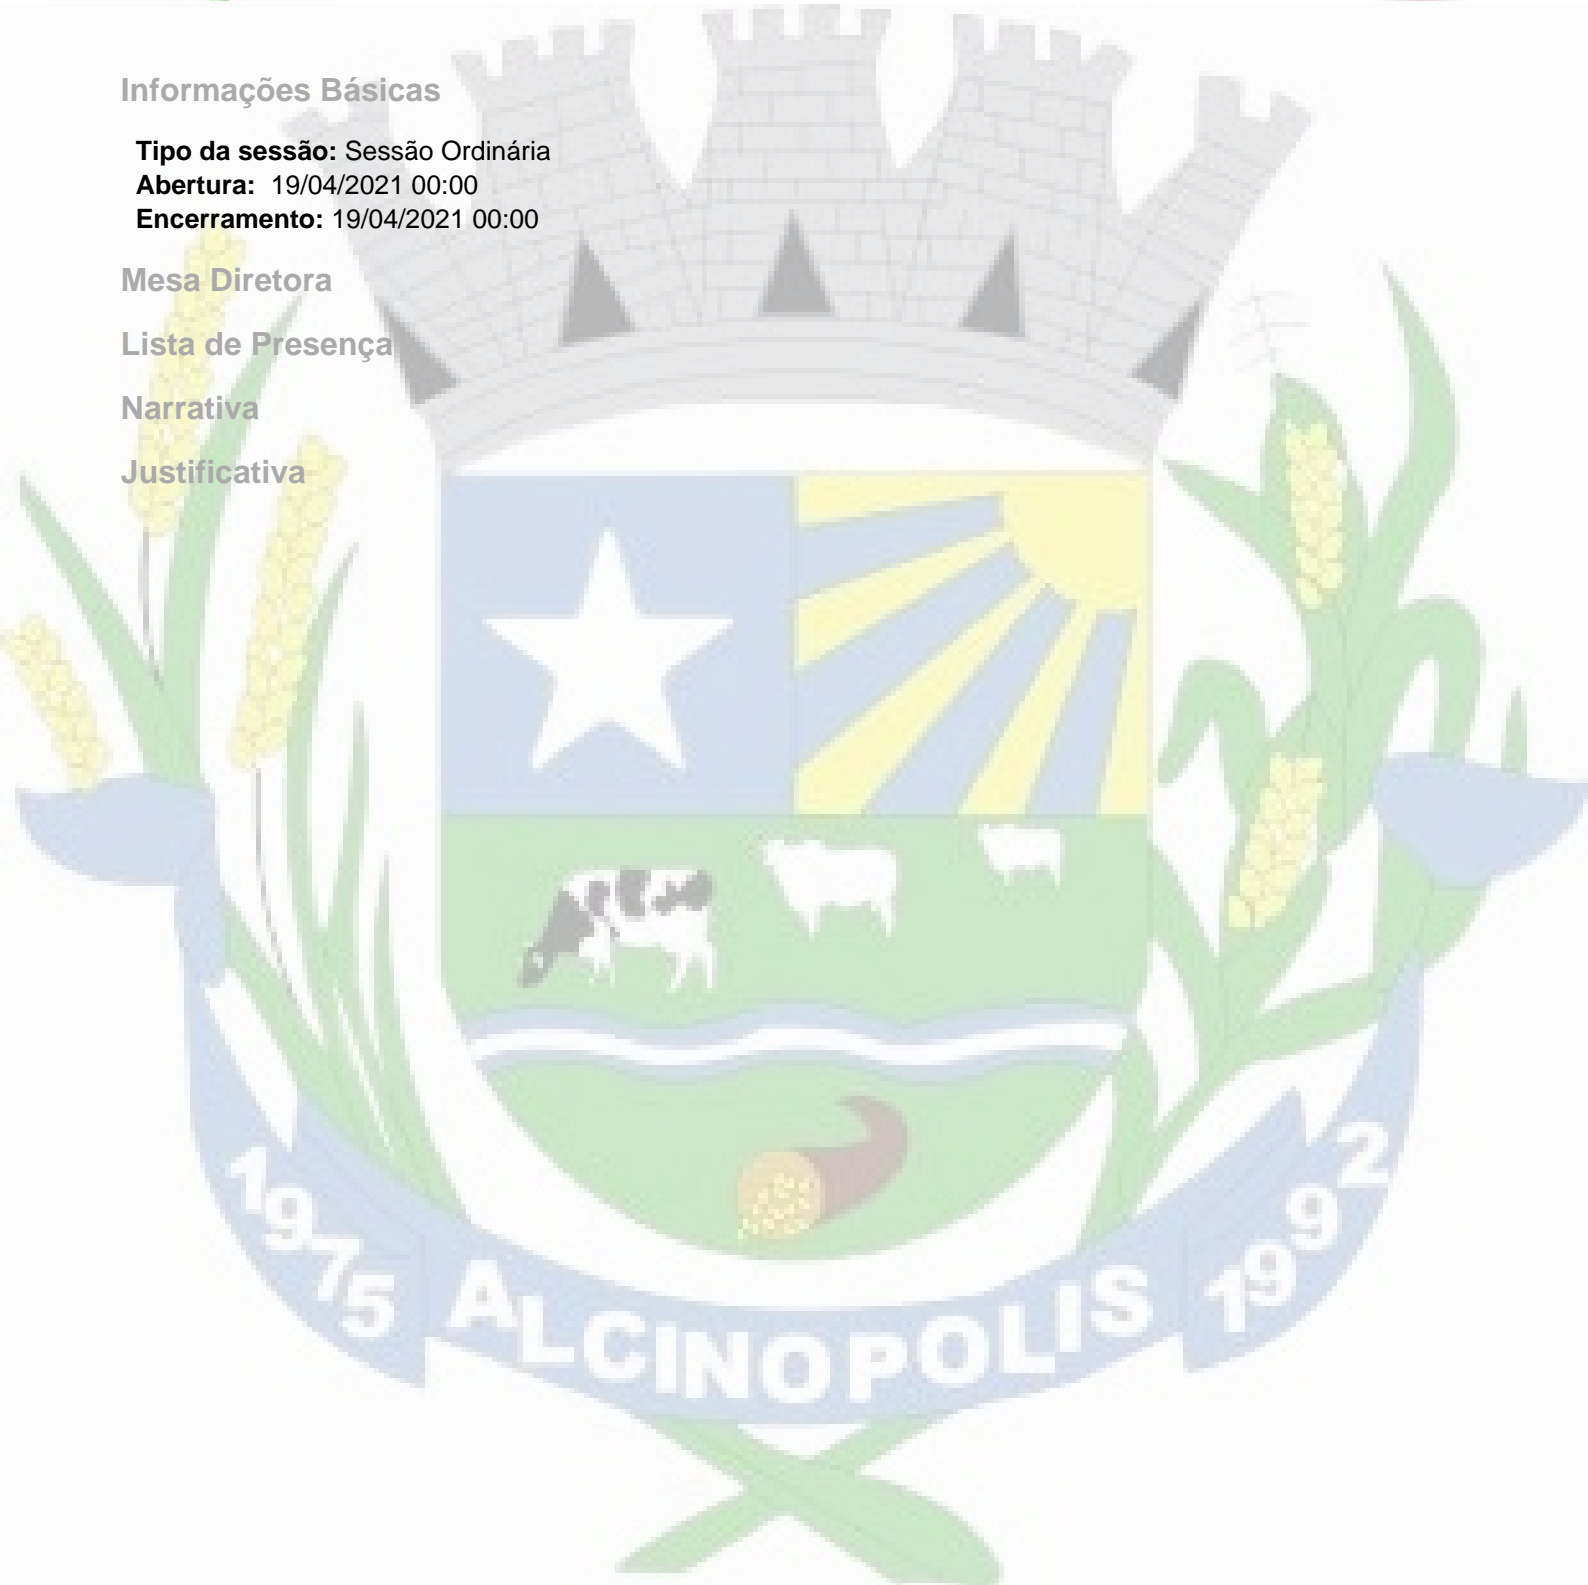 Informações Básicas
Tipo da sessão: Sessão Ordinária
Abertura: 19/04/2021 00:00
Encerramento: 19/04/2021 00:00
Mesa Diretora
Lista de Presença
Narrativa
Justificativa
1975 ALCINOPOLIS 1992